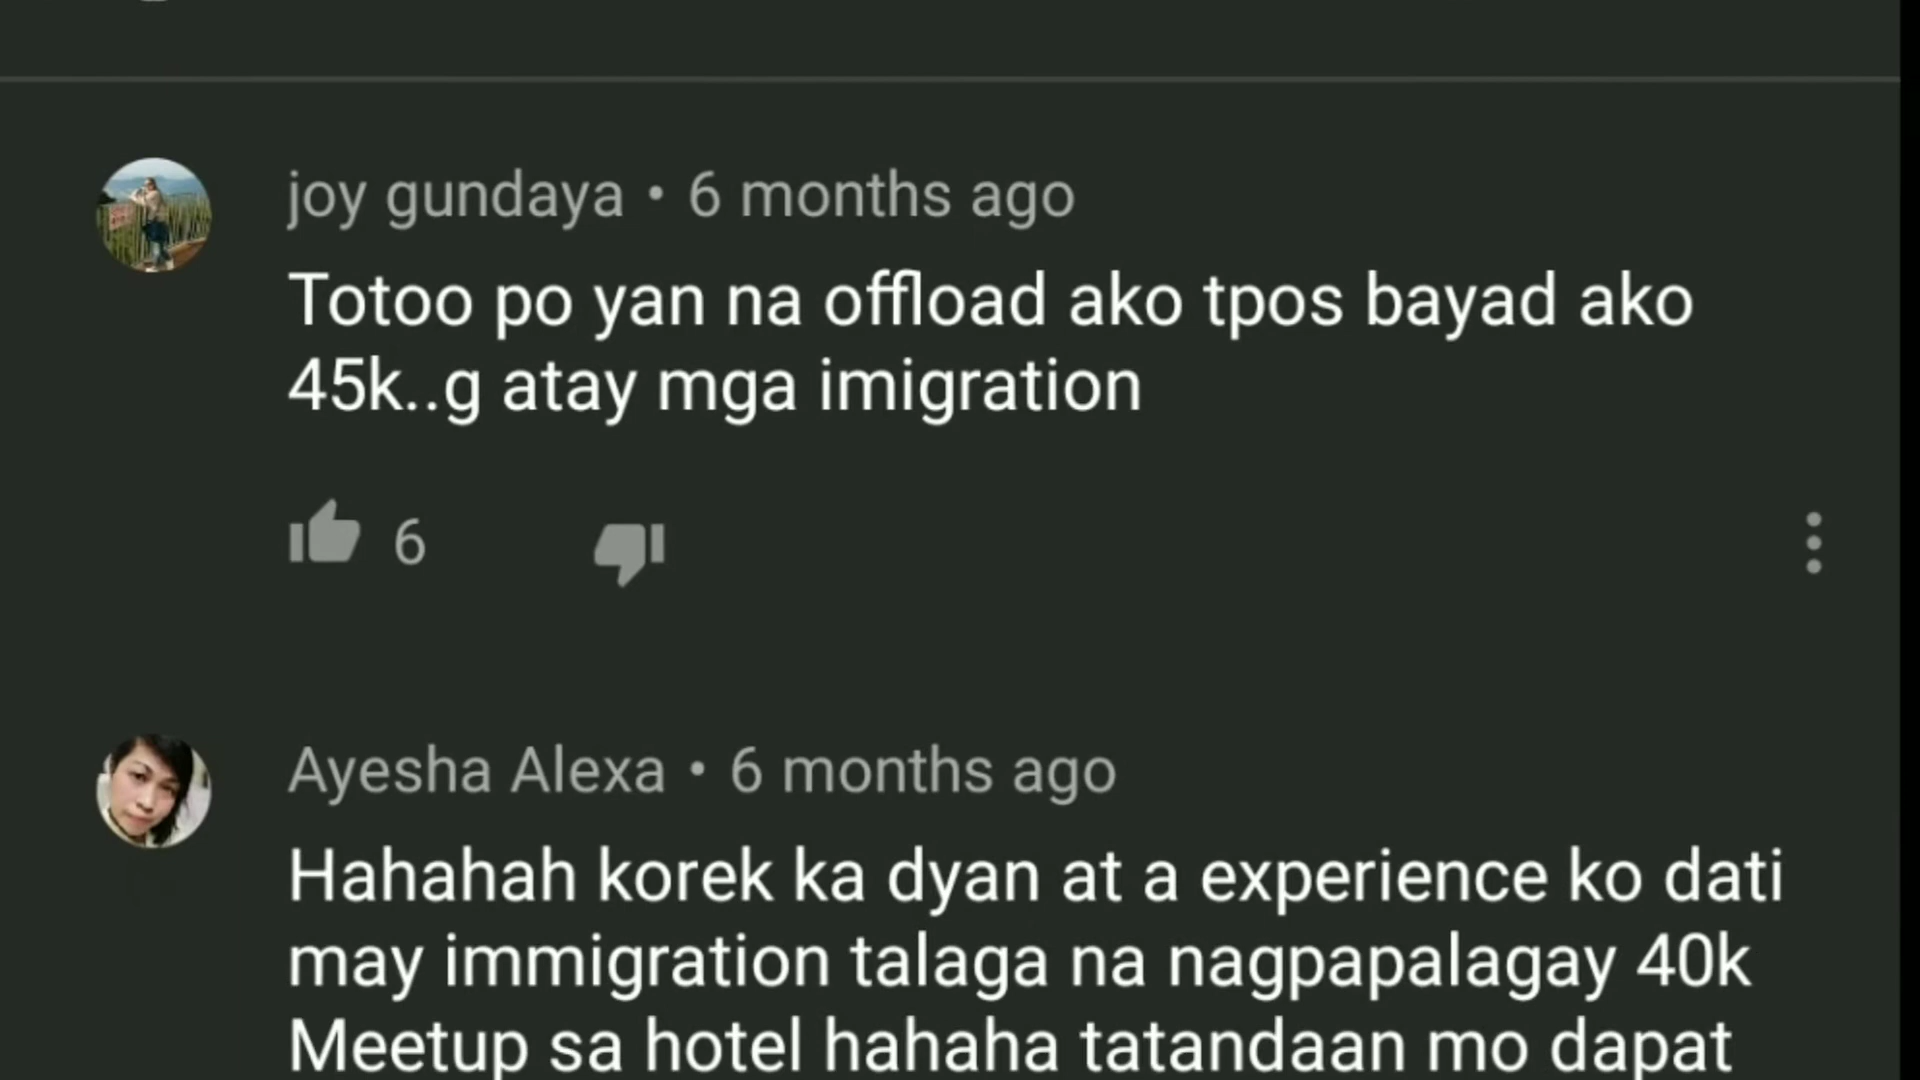 joy gundaya • 6 months ago
Totoo po yan na offload ako tpos bayad ako
45k..g atay mga imigration
6
Ayesha Alexa • 6 months ago
Hahahah korek ka dyan at a experience ko dati
may immigration talaga na nagpapalagay 40k
Meetup sa hotel hahaha tatandaan mo dapat